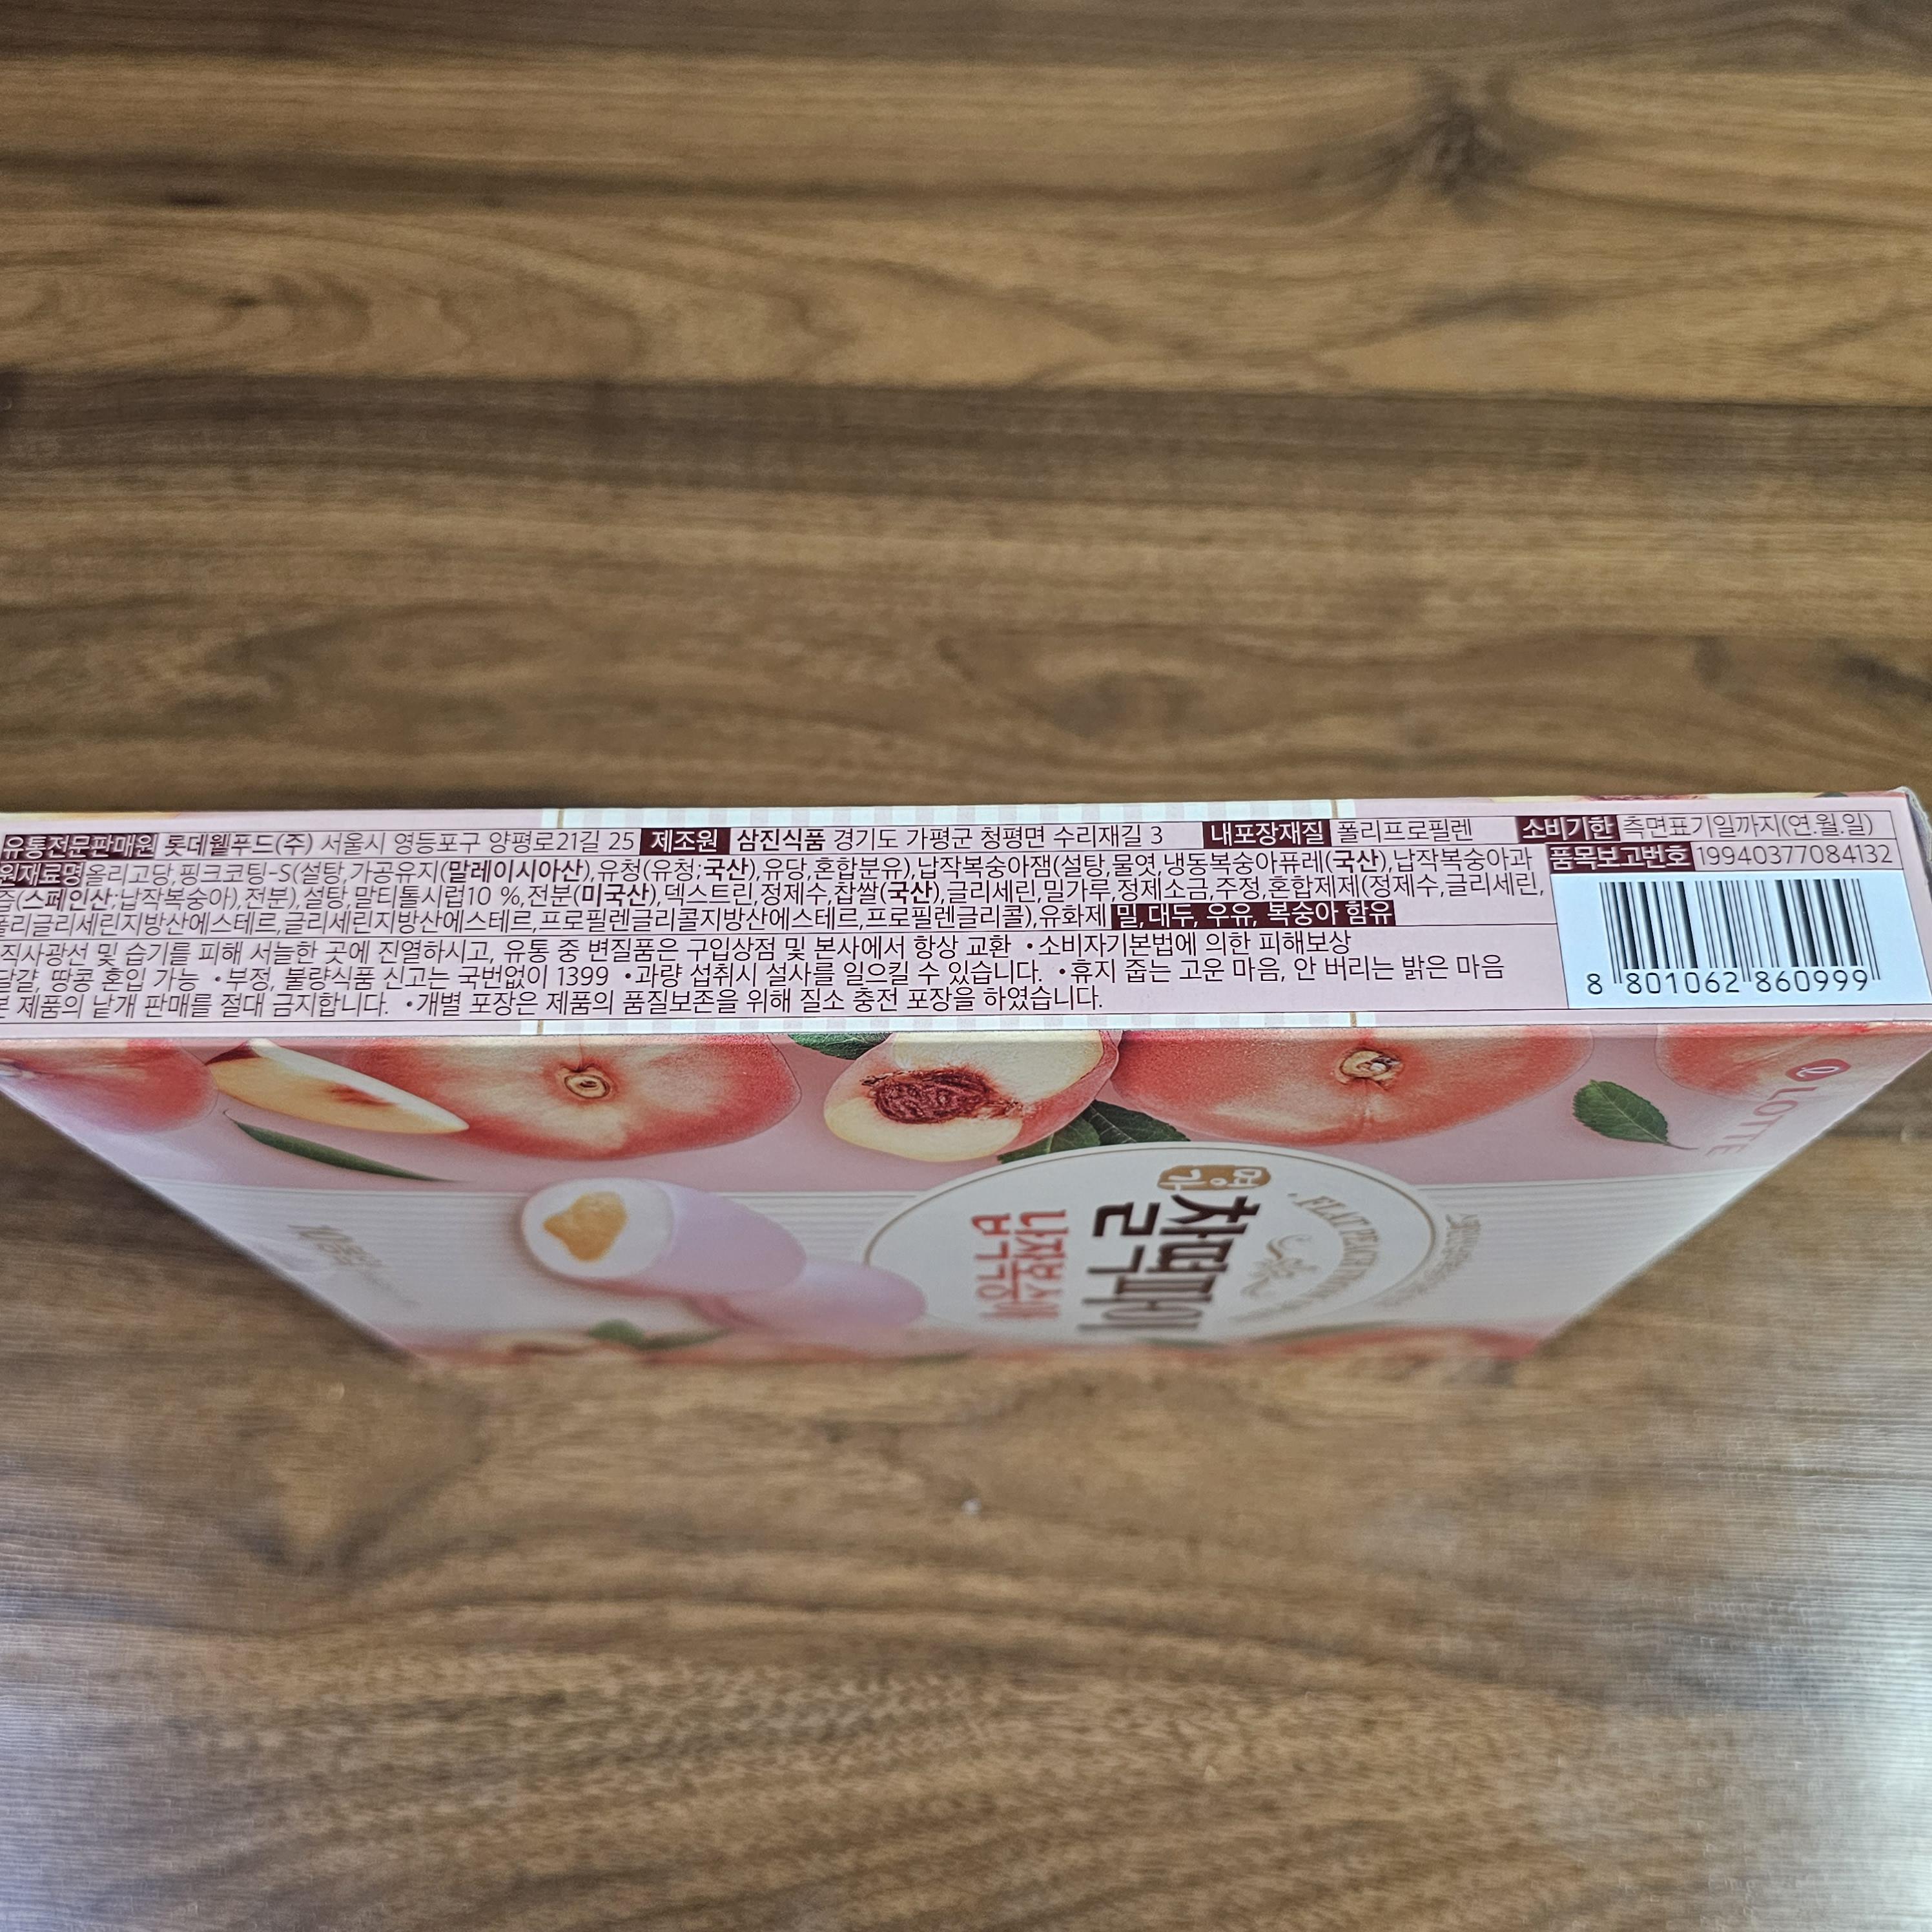 유통전문판매원 롯데웰푸드(주) 서울시 영등포구 양평로21길 25 제조원 삼진식품 경기도 가평군 청평면 수리재길 3 내포장재질 폴리프로필렌 소비기한 측면표기일까지(연.월.일)
품목보고번호 19940377084132
원재료명 올리고당,핑크코팅-S(설탕,가공유지(말레이시아산),유청(유청;국산),유당,혼합분유),납작복숭아잼(설탕,물엿,냉동복숭아퓨레(국산),납작복숭아과
즙(스페인산;납작복숭아),전분),설탕,말티톨시럽10 %,전분(미국산),덱스트린,정제수,찹쌀(국산),글리세린,밀가루,정제소금,주정,혼합제제(정제수,글리세린,
폴리글리세린지방산에스테르,글리세린지방산에스테르,프로필렌글리콜지방산에스테르,프로필렌글리콜),유화제 밀, 대두, 우유, 복숭아 함유
직사광선 및 습기를 피해 서늘한 곳에 진열하시고, 유통 중 변질품은 구입상점 및 본사에서 항상 교환 •소비자기본법에 의한 피해보상
달걀, 땅콩 혼입 가능 •부정, 불량식품 신고는 국번없이 1399 •과량 섭취시 설사를 일으킬 수 있습니다. •휴지 줍는 고운 마음, 안 버리는 밝은 마음
본 제품의 낱개 판매를 절대 금지합니다. •개별 포장은 제품의 품질보존을 위해 질소 충전 포장을 하였습니다.
8 801062 860999
LOTTE
명가
찰떡파이
납작복숭아
FLAT PEACH